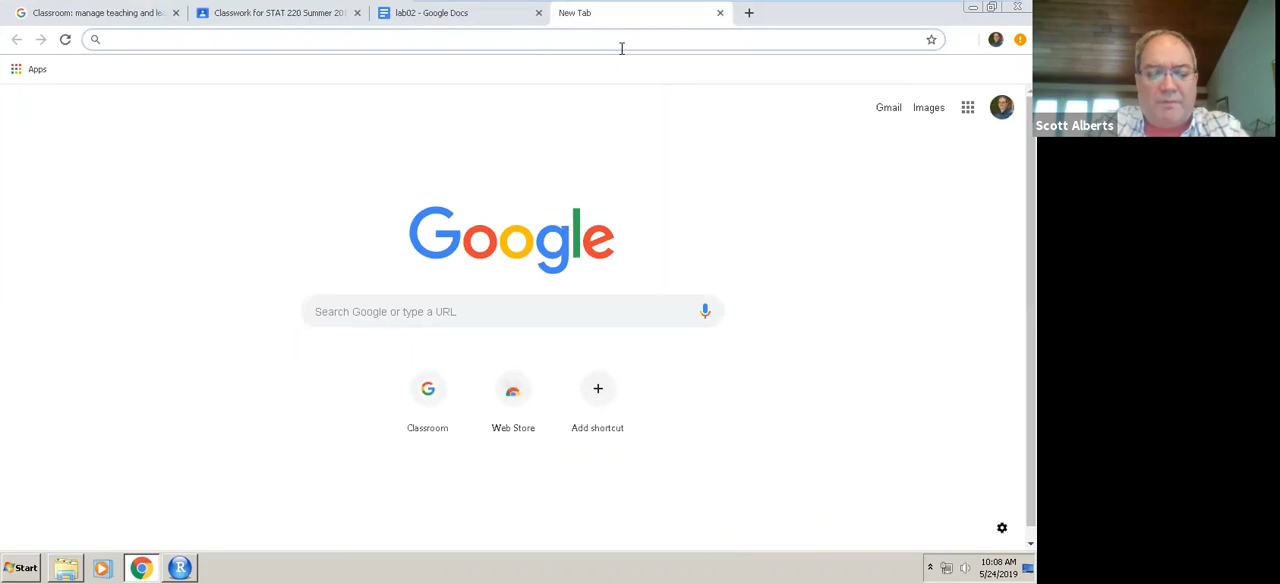 Classroom: manage teaching and le
Classwork for STAT 220 Summer 20
lab02 - Google Docs
New Tab
Apps
Gmail
Images
Scott Alberts
Google
Search Google or type a URL
Classroom
Web Store
Add shortcut
Start
10:08 AM
5/24/2019